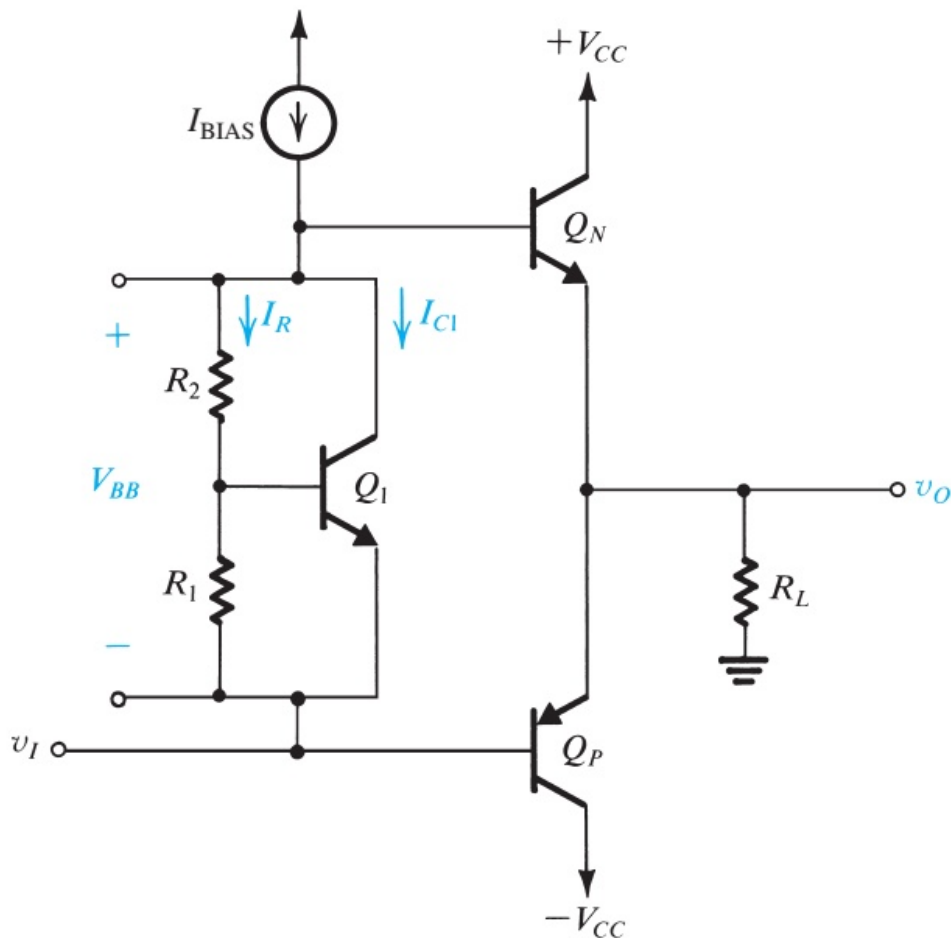 +V_CC
I_BIAS
Q_N
+
I_R
I_C1
R_2
V_BB
Q_1
v_O
R_1
R_L
−
v_I
Q_P
−V_CC